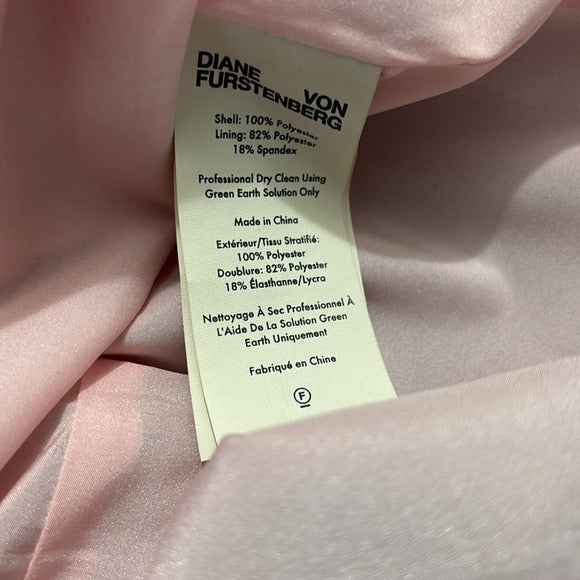 DIANE VON
FURSTENBERG
Shell: 100% Polyester
Lining: 82% Polyester
18% Spandex
Professional Dry Clean Using
Green Earth Solution Only
Made in China
Extérieur/Tissu Stratifié:
100% Polyester
Doublure: 82% Polyester
18% Élasthanne/Lycra
Nettoyage À Sec Professionnel À
L'Aide De La Solution Green
Earth Uniquement
Fabriqué en Chine
F